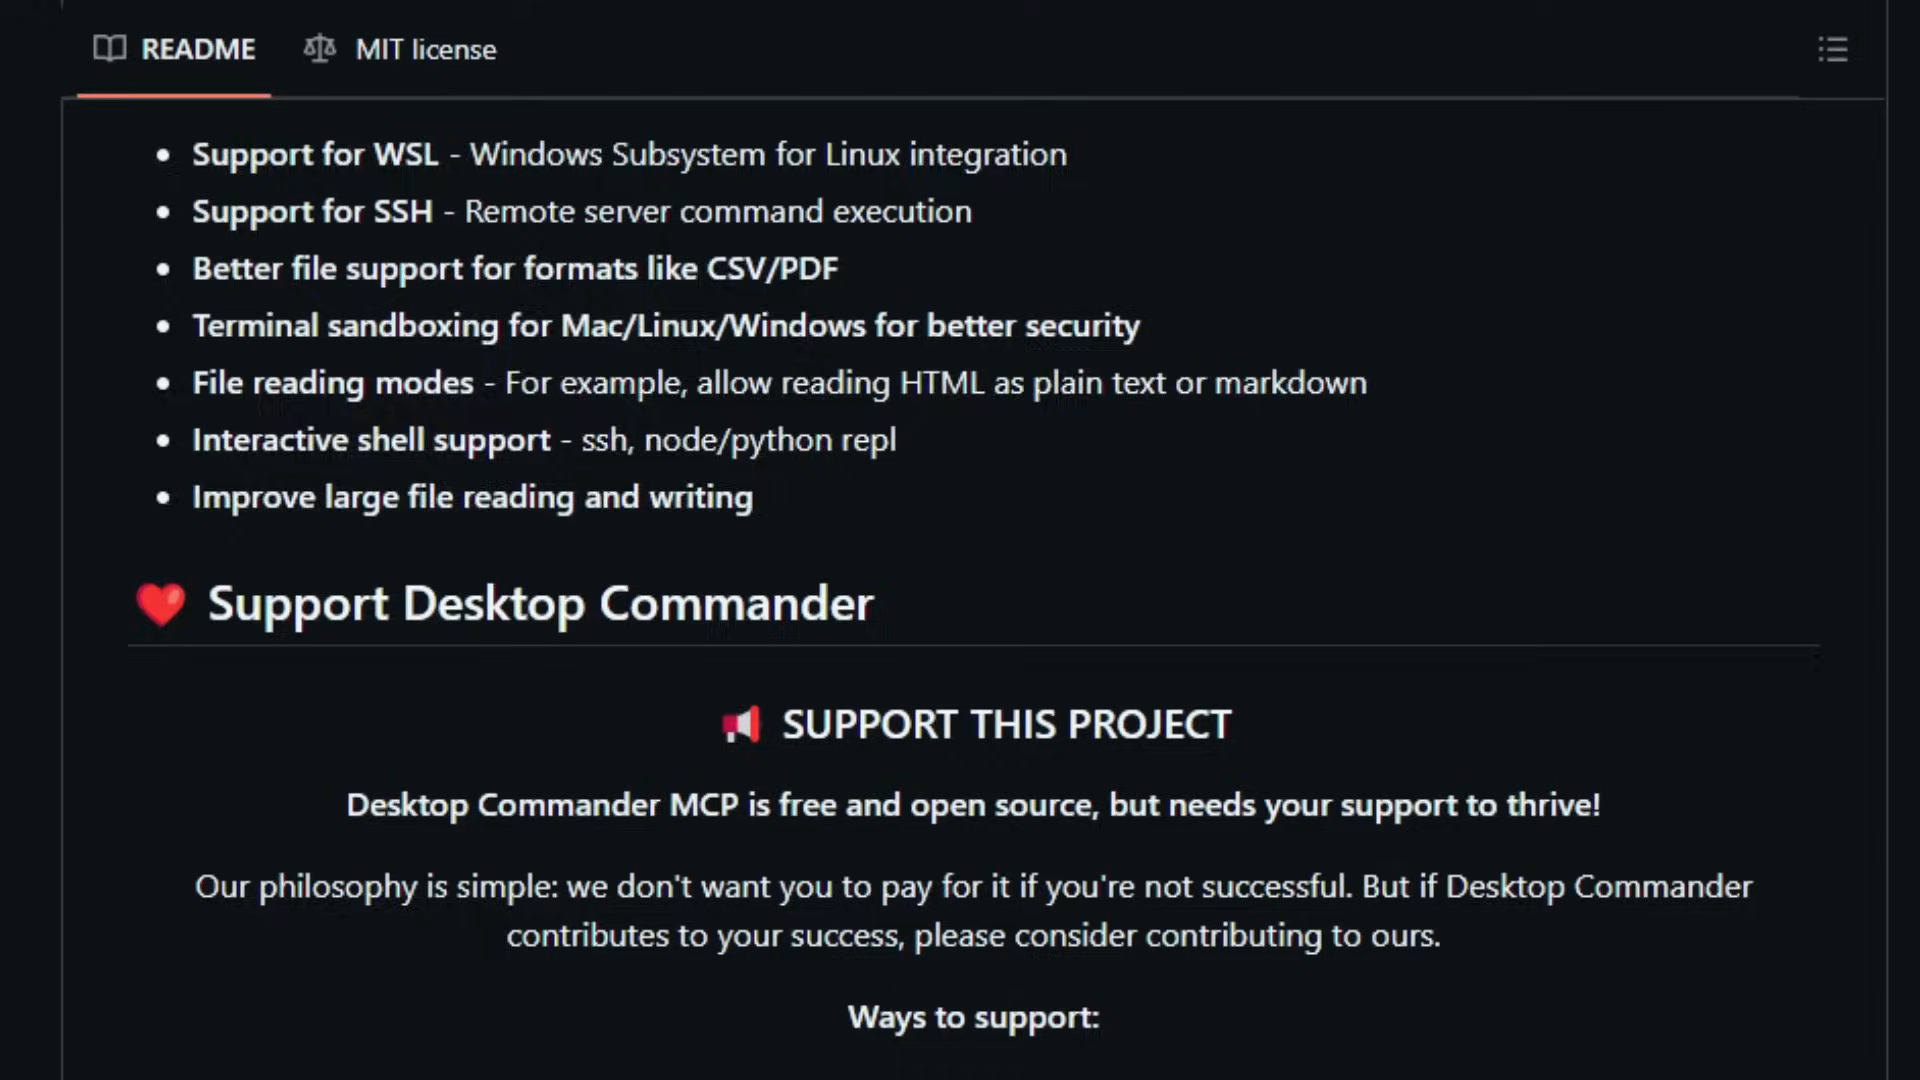 README MIT license
• Support for WSL - Windows Subsystem for Linux integration
• Support for SSH - Remote server command execution
• Better file support for formats like CSV/PDF
• Terminal sandboxing for Mac/Linux/Windows for better security
• File reading modes - For example, allow reading HTML as plain text or markdown
• Interactive shell support - ssh, node/python repl
• Improve large file reading and writing
❤️ Support Desktop Commander
📢 SUPPORT THIS PROJECT
Desktop Commander MCP is free and open source, but needs your support to thrive!
Our philosophy is simple: we don't want you to pay for it if you're not successful. But if Desktop Commander
contributes to your success, please consider contributing to ours.
Ways to support: